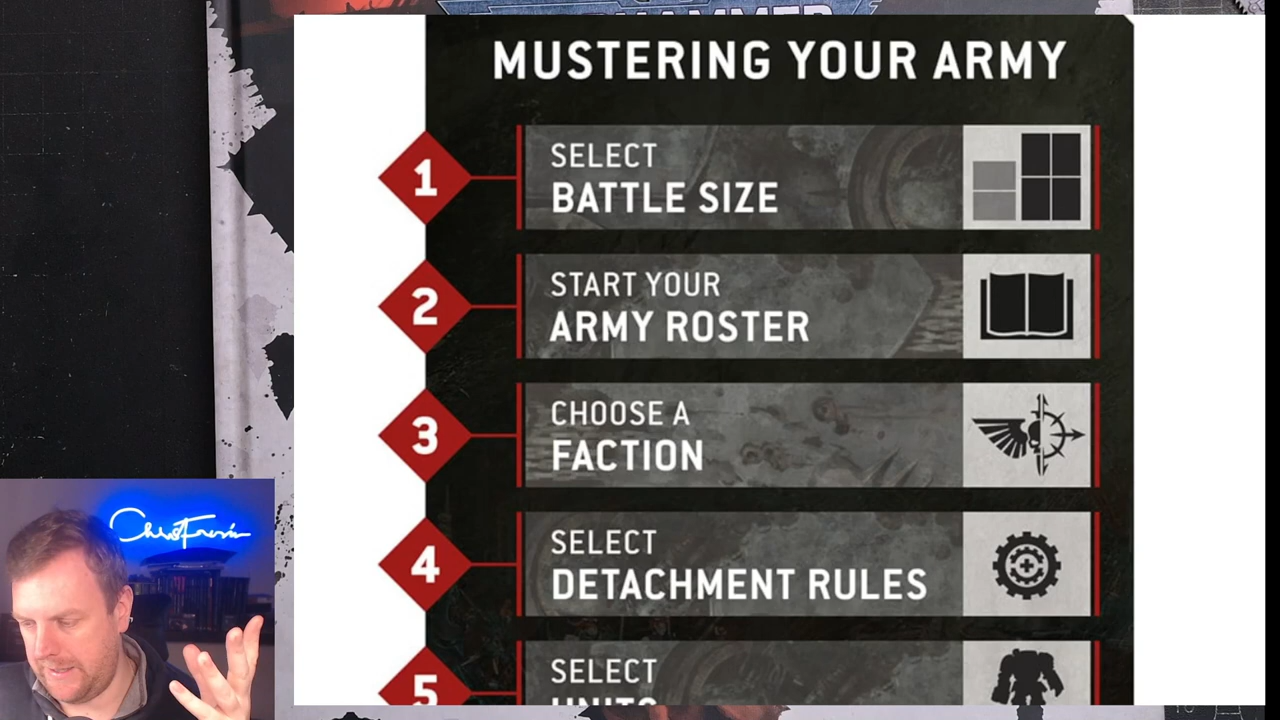 MUSTERING YOUR ARMY
1
SELECT
BATTLE SIZE
2
START YOUR
ARMY ROSTER
3
CHOOSE A
FACTION
4
SELECT
DETACHMENT RULES
5
SELECT
UNITS